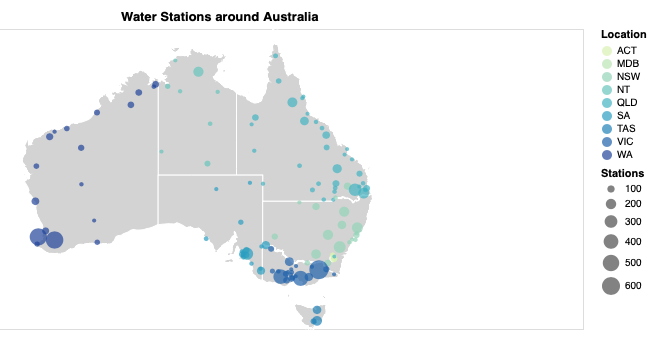 Water Stations around Australia
Location
ACT
MDB
NSW
NT
QLD
SA
TAS
VIC
WA
Stations
100
200
300
400
500
600